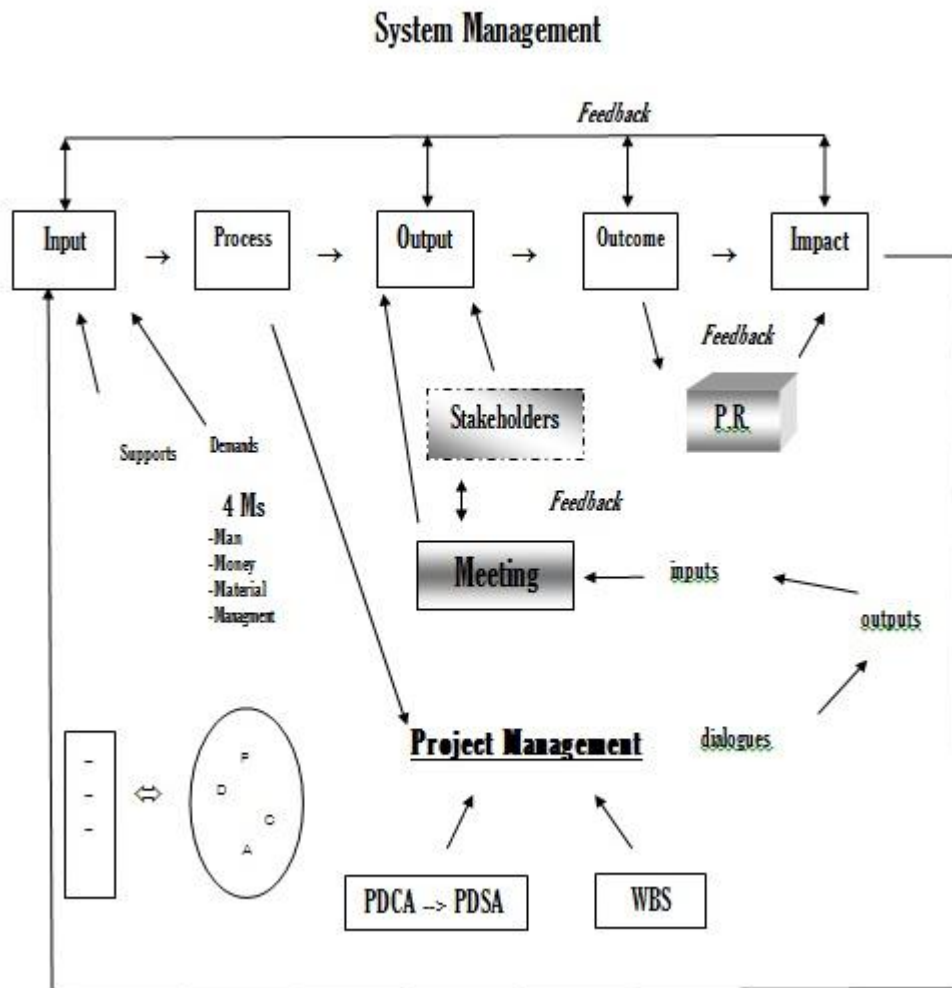 System Management
Feedback
Input
→
Process
→
Output
→
Outcome
→
Impact
Feedback
Stakeholders
P.R.
Supports
Demands
4 Ms
-Man
-Money
-Material
-Managment
Feedback
Meeting
inputs
outputs
Project Management
dialogues
–
–
–
P
D
C
A
PDCA --> PDSA
WBS